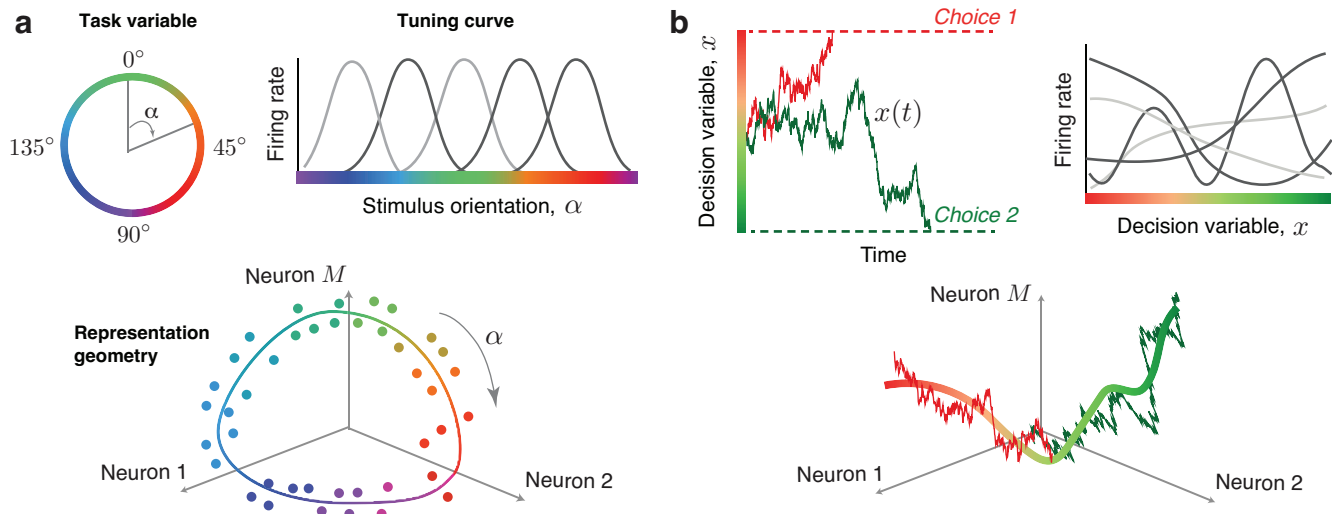 a
Task variable
Tuning curve
0°
α
135°
45°
90°
Firing rate
Stimulus orientation, α
Representation
geometry
Neuron M
α
Neuron 1
Neuron 2
b
Choice 1
Decision variable, x
x(t)
Choice 2
Time
Firing rate
Decision variable, x
Neuron M
Neuron 1
Neuron 2